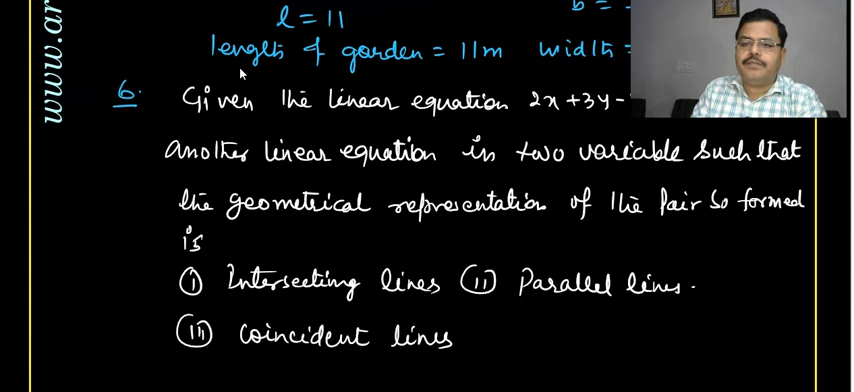 www.ar
l = 11
b =
length of garden = 11m width =
6. Given the linear equation 2x + 3y -
another linear equation in two variable such that
the geometrical representation of the pair so formed
is
(i) Intersecting lines (ii) Parallel lines.
(iii) Coincident lines